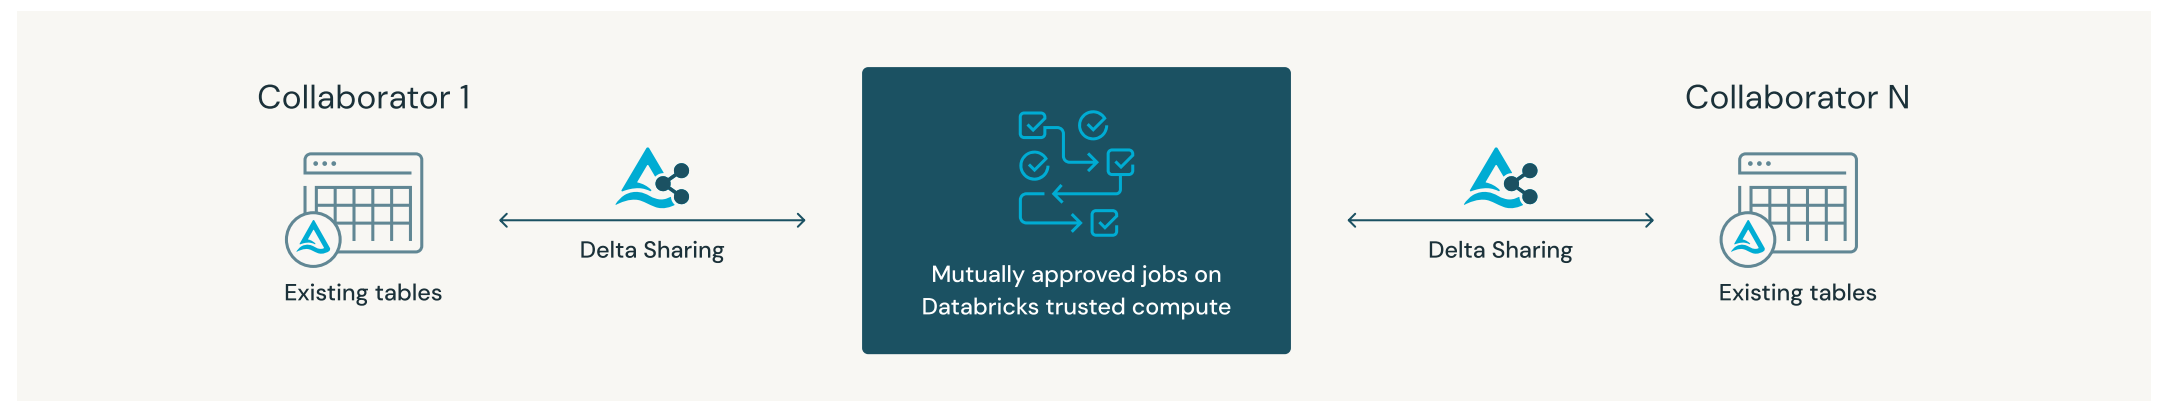 Collaborator 1
Existing tables
Delta Sharing
Mutually approved jobs on
Databricks trusted compute
Delta Sharing
Collaborator N
Existing tables